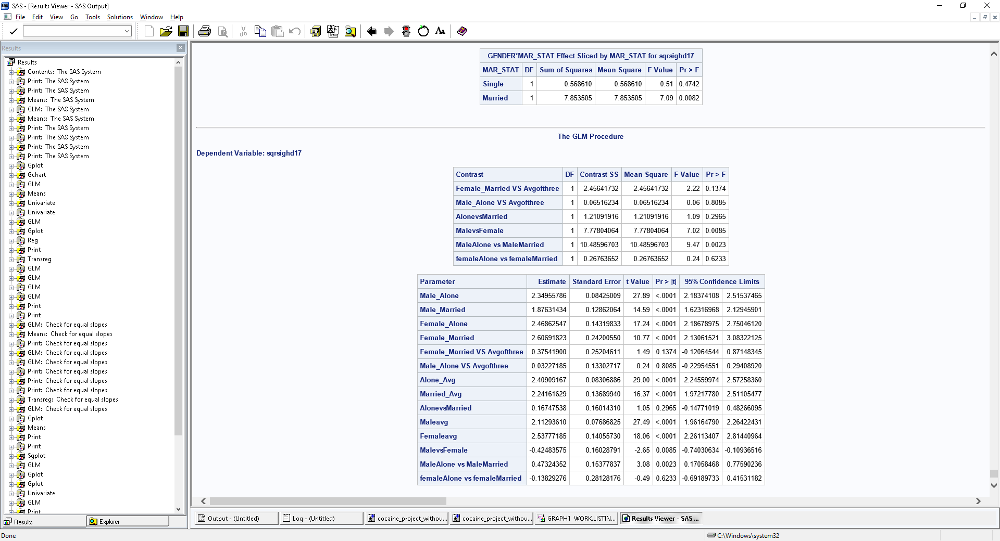 SAS - [Results Viewer - SAS Output]
File Edit View Go Tools Solutions Window Help
Results
Results
Contents: The SAS System
Print: The SAS System
Print: The SAS System
Means: The SAS System
GLM: The SAS System
Means: The SAS System
Print: The SAS System
Print: The SAS System
Print: The SAS System
Print: The SAS System
Gplot
Gchart
GLM
Means
Univariate
Univariate
GLM
Gplot
Reg
Print
Transreg
GLM
GLM
GLM
GLM
Print
Print
GLM: Check for equal slopes
Means: Check for equal slopes
Print: Check for equal slopes
GLM: Check for equal slopes
GLM: Check for equal slopes
Print: Check for equal slopes
Print: Check for equal slopes
Print: Check for equal slopes
Transreg: Check for equal slopes
GLM: Check for equal slopes
Gplot
Means
Print
Print
Sgplot
GLM
Gplot
Gplot
Univariate
GLM
Print
Results Explorer
GENDER*MAR_STAT Effect Sliced by MAR_STAT for sqrsighd17
MAR_STAT DF Sum of Squares Mean Square F Value Pr > F
Single 1 0.568610 0.568610 0.51 0.4742
Married 1 7.853505 7.853505 7.09 0.0082
The GLM Procedure
Dependent Variable: sqrsighd17
Contrast DF Contrast SS Mean Square F Value Pr > F
Female_Married VS Avgofthree 1 2.45641732 2.45641732 2.22 0.1374
Male_Alone VS Avgofthree 1 0.06516234 0.06516234 0.06 0.8085
AlonevsMarried 1 1.21091916 1.21091916 1.09 0.2965
MalevsFemale 1 7.77804064 7.77804064 7.02 0.0085
MaleAlone vs MaleMarried 1 10.48596703 10.48596703 9.47 0.0023
femaleAlone vs femaleMarried 1 0.26763652 0.26763652 0.24 0.6233
Parameter Estimate Standard Error t Value Pr > |t| 95% Confidence Limits
Male_Alone 2.34955786 0.08425009 27.89 <.0001 2.18374108 2.51537465
Male_Married 1.87631434 0.12862064 14.59 <.0001 1.62316968 2.12945901
Female_Alone 2.46862547 0.14319833 17.24 <.0001 2.18678975 2.75046120
Female_Married 2.60691823 0.24200550 10.77 <.0001 2.13061521 3.08322125
Female_Married VS Avgofthree 0.37541900 0.25204611 1.49 0.1374 -0.12064544 0.87148345
Male_Alone VS Avgofthree 0.03227185 0.13302717 0.24 0.8085 -0.22954551 0.29408920
Alone_Avg 2.40909167 0.08306886 29.00 <.0001 2.24559974 2.57258360
Married_Avg 2.24161629 0.13689940 16.37 <.0001 1.97217780 2.51105477
AlonevsMarried 0.16747538 0.16014310 1.05 0.2965 -0.14771019 0.48266095
Maleavg 2.11293610 0.07686825 27.49 <.0001 1.96164790 2.26422431
Femaleavg 2.53777185 0.14055730 18.06 <.0001 2.26113407 2.81440964
MalevsFemale -0.42483575 0.16028791 -2.65 0.0085 -0.74030634 -0.10936516
MaleAlone vs MaleMarried 0.47324352 0.15377837 3.08 0.0023 0.17058468 0.77590236
femaleAlone vs femaleMarried -0.13829276 0.28128176 -0.49 0.6233 -0.69189733 0.41531182
Output - (Untitled) Log - (Untitled) cocaine_project_withou... cocaine_project_withou... GRAPH1 WORK.LISTIN... Results Viewer - SAS ...
Done C:\Windows\system32